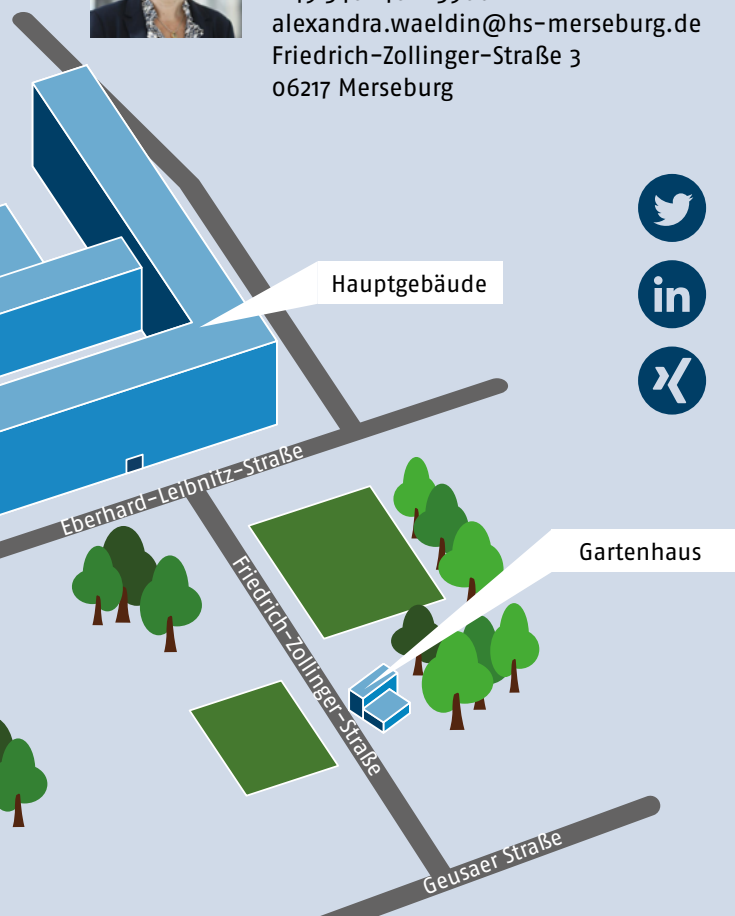 alexandra.waeldin@hs-merseburg.de
Friedrich-Zollinger-Straße 3
06217 Merseburg
Hauptgebäude
in
Eberhard-Leibnitz-Straße
Gartenhaus
Friedrich-Zollinger-Straße
Geusaer Straße